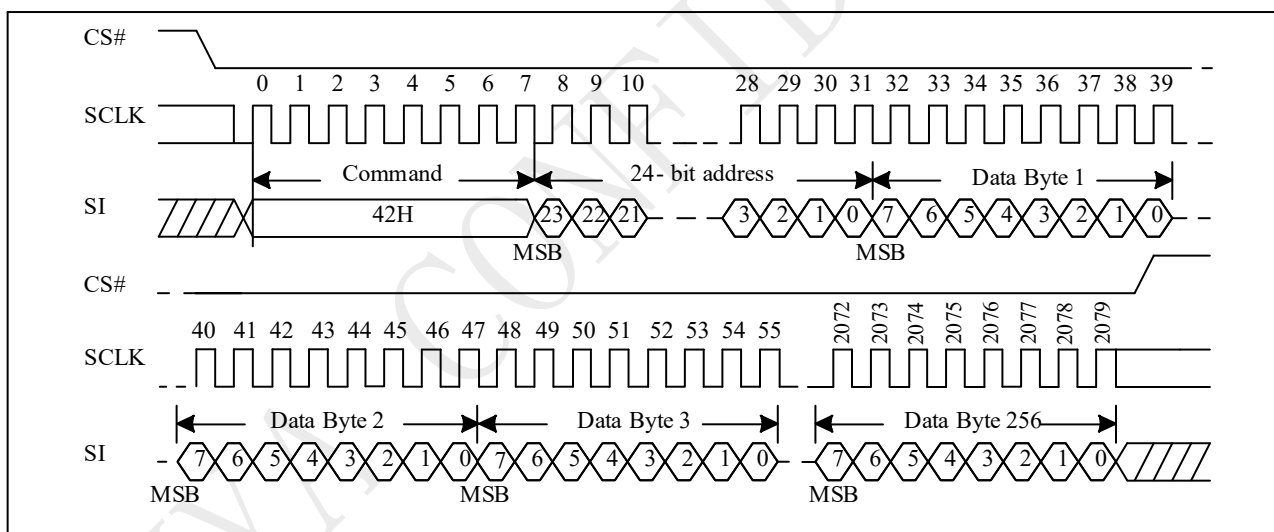 CS#
0 1 2 3 4 5 6 7 8 9 10 28 29 30 31 32 33 34 35 36 37 38 39
SCLK
Command 24- bit address Data Byte 1
SI 42H 23 22 21 3 2 1 0 7 6 5 4 3 2 1 0
MSB MSB
CS#
40 41 42 43 44 45 46 47 48 49 50 51 52 53 54 55 2072 2073 2074 2075 2076 2077 2078 2079
SCLK
Data Byte 2 Data Byte 3 Data Byte 256
SI 7 6 5 4 3 2 1 0 7 6 5 4 3 2 1 0 7 6 5 4 3 2 1 0
MSB MSB MSB